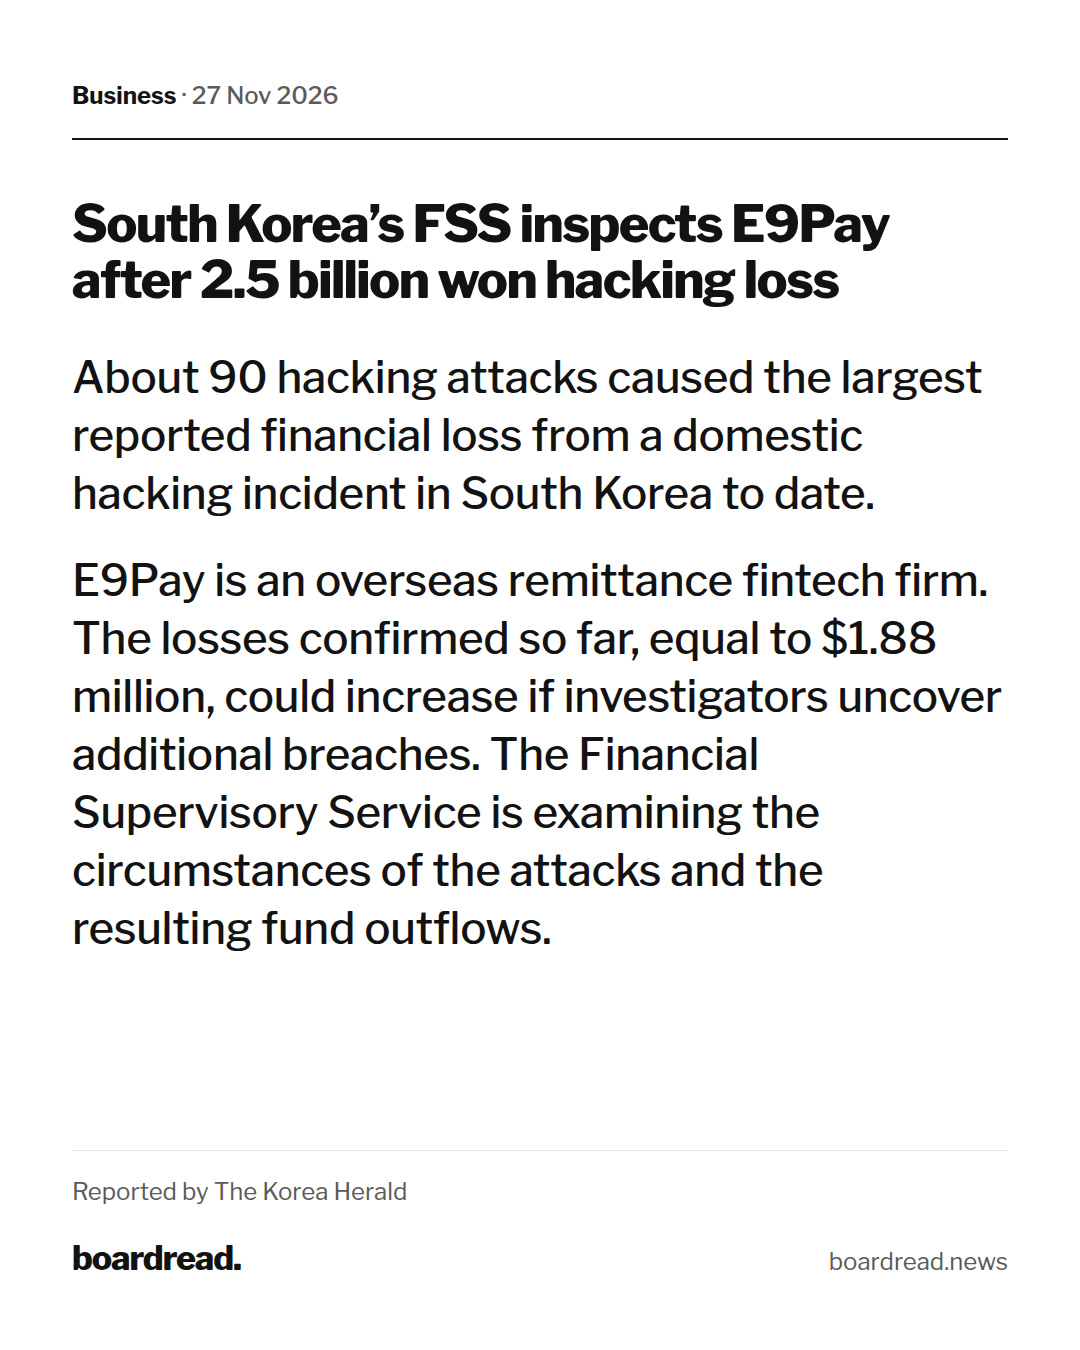 Business · 27 Nov 2026
South Korea’s FSS inspects E9Pay
after 2.5 billion won hacking loss
About 90 hacking attacks caused the largest
reported financial loss from a domestic
hacking incident in South Korea to date.
E9Pay is an overseas remittance fintech firm.
The losses confirmed so far, equal to $1.88
million, could increase if investigators uncover
additional breaches. The Financial
Supervisory Service is examining the
circumstances of the attacks and the
resulting fund outflows.
Reported by The Korea Herald
boardread.
boardread.news